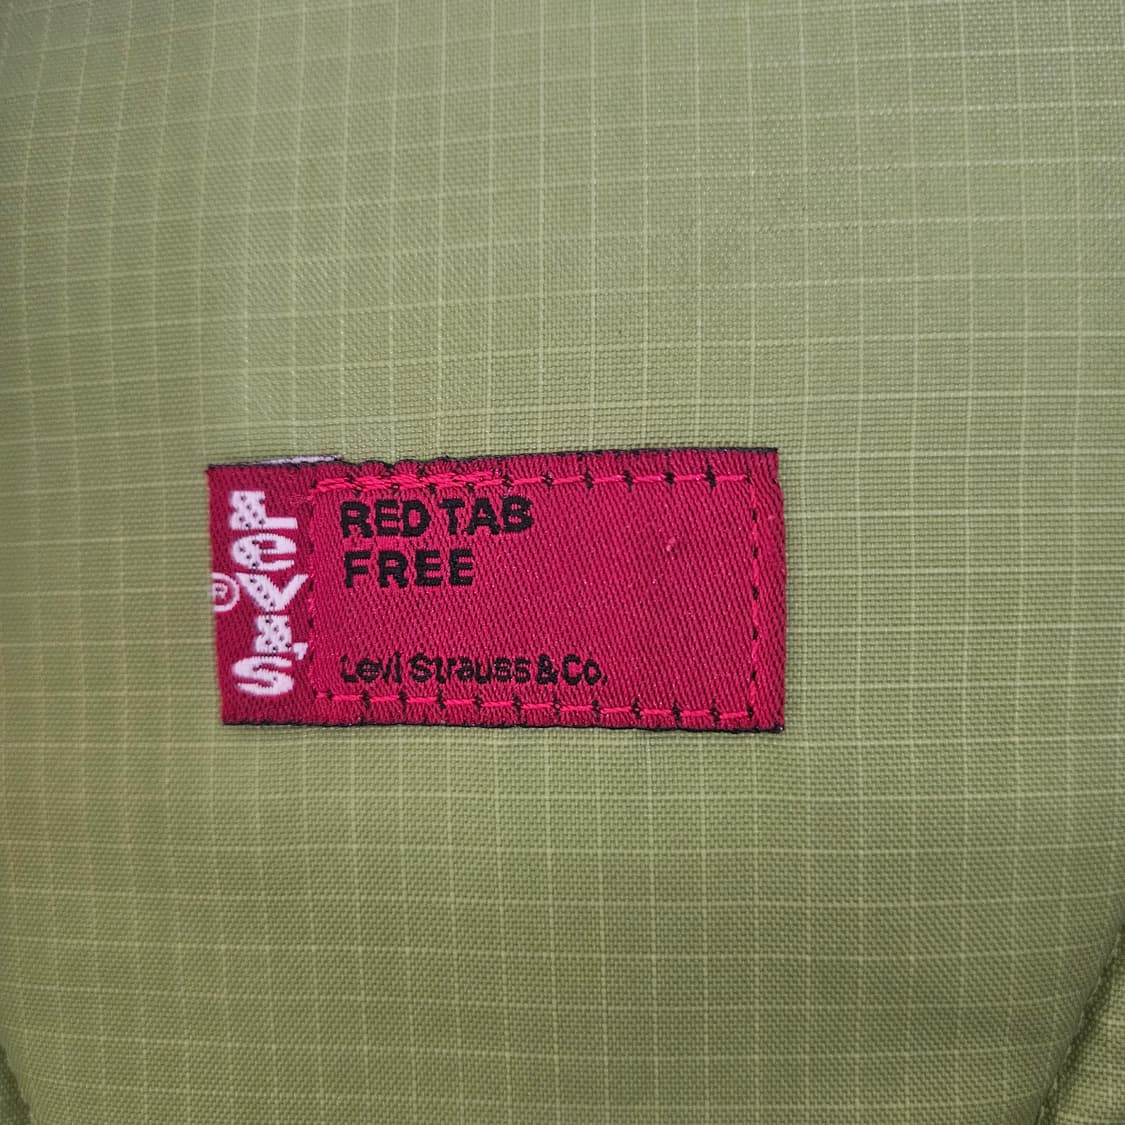 LEVI'S®
RED TAB
FREE
Levi Strauss & Co.